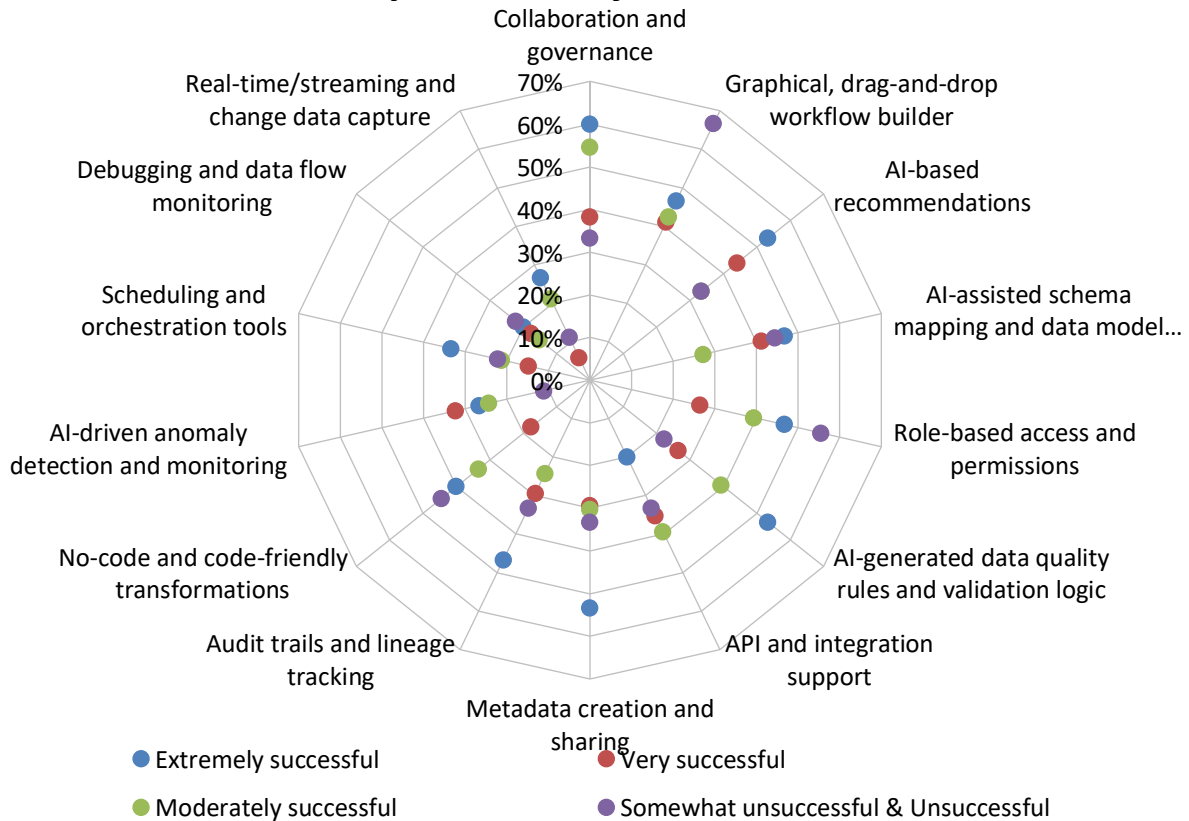 Collaboration and
governance
Real-time/streaming and
change data capture
Graphical, drag-and-drop
workflow builder
Debugging and data flow
monitoring
AI-based
recommendations
Scheduling and
orchestration tools
AI-assisted schema
mapping and data model...
AI-driven anomaly
detection and monitoring
Role-based access and
permissions
No-code and code-friendly
transformations
AI-generated data quality
rules and validation logic
Audit trails and lineage
tracking
API and integration
support
Metadata creation and
sharing
70%
60%
50%
40%
30%
20%
10%
0%
Extremely successful
Very successful
Moderately successful
Somewhat unsuccessful & Unsuccessful